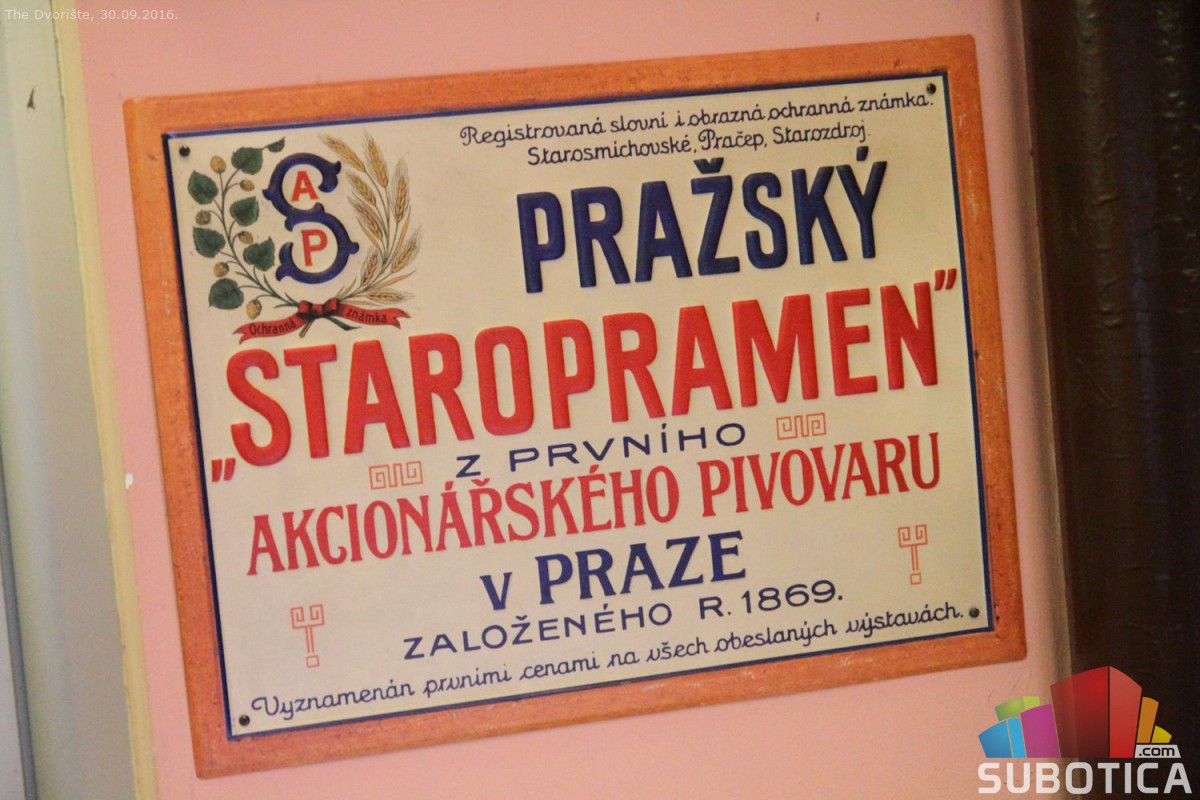 The Dvorište, 30.09.2016.
Registrovaná slovní i obrazná ochranná známka.
Starosmichovské, Pračep, Starozdroj.
A
S
P
Ochranná známka
PRAŽSKÝ
"STAROPRAMEN"
Z PRVNÍHO
AKCIONÁŘSKÉHO PIVOVARU
V PRAZE
ZALOŽENÉHO R. 1869.
Vyznamenán prvními cenami na všech obeslaných výstavách.
.com
SUBOTICA